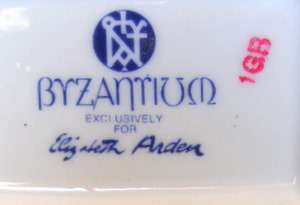 BYZANTIUM
EXCLUSIVELY
FOR
Elizabeth Arden
1GB